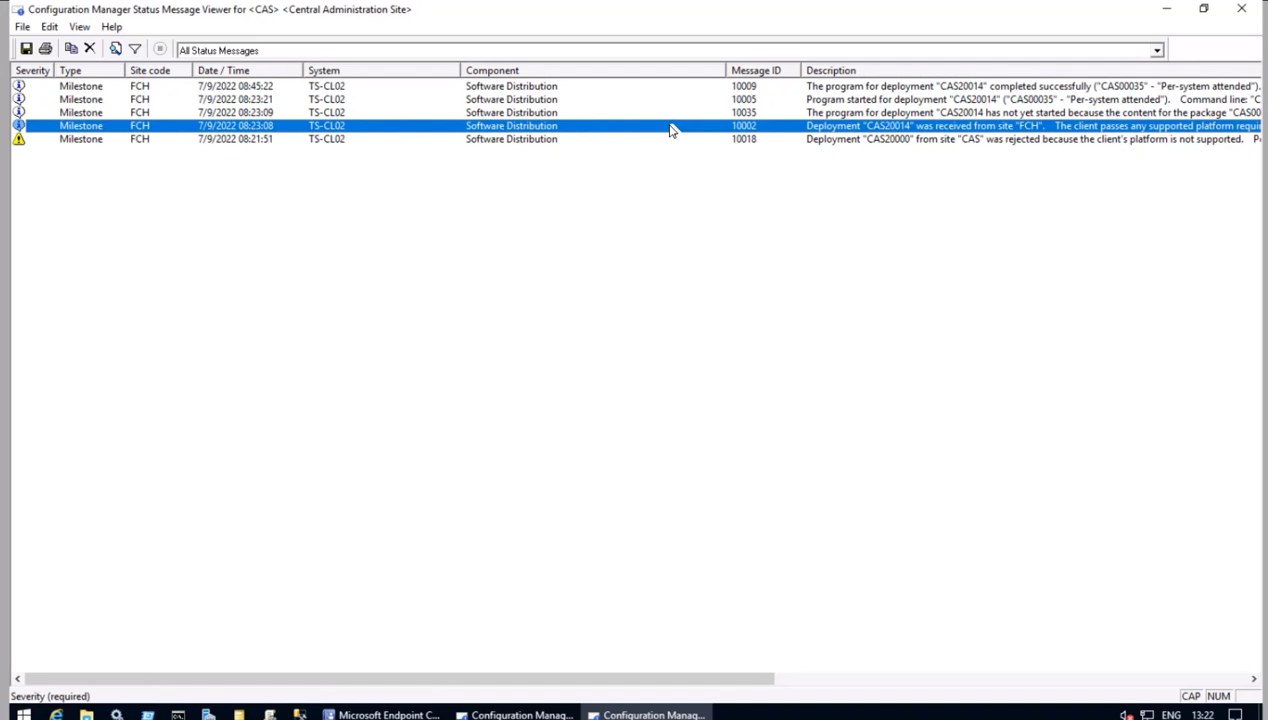 Configuration Manager Status Message Viewer for <CAS> <Central Administration Site>
File Edit View Help
All Status Messages
Severity Type Site code Date / Time System Component Message ID Description
Milestone FCH 7/9/2022 08:45:22 TS-CL02 Software Distribution 10009 The program for deployment "CAS20014" completed successfully ("CAS00035" - "Per-system attended").
Milestone FCH 7/9/2022 08:23:21 TS-CL02 Software Distribution 10005 Program started for deployment "CAS20014" ("CAS00035" - "Per-system attended"). Command line: "C
Milestone FCH 7/9/2022 08:23:09 TS-CL02 Software Distribution 10035 The program for deployment "CAS20014 has not yet started because the content for the package "CAS00
Milestone FCH 7/9/2022 08:23:08 TS-CL02 Software Distribution 10002 Deployment "CAS20014" was received from site "FCH". The client passes any supported platform requi
Milestone FCH 7/9/2022 08:21:51 TS-CL02 Software Distribution 10018 Deployment "CAS20000" from site "CAS" was rejected because the client's platform is not supported. P
Severity (required) CAP NUM
Microsoft Endpoint C... Configuration Manag... Configuration Manag... ENG 13:22